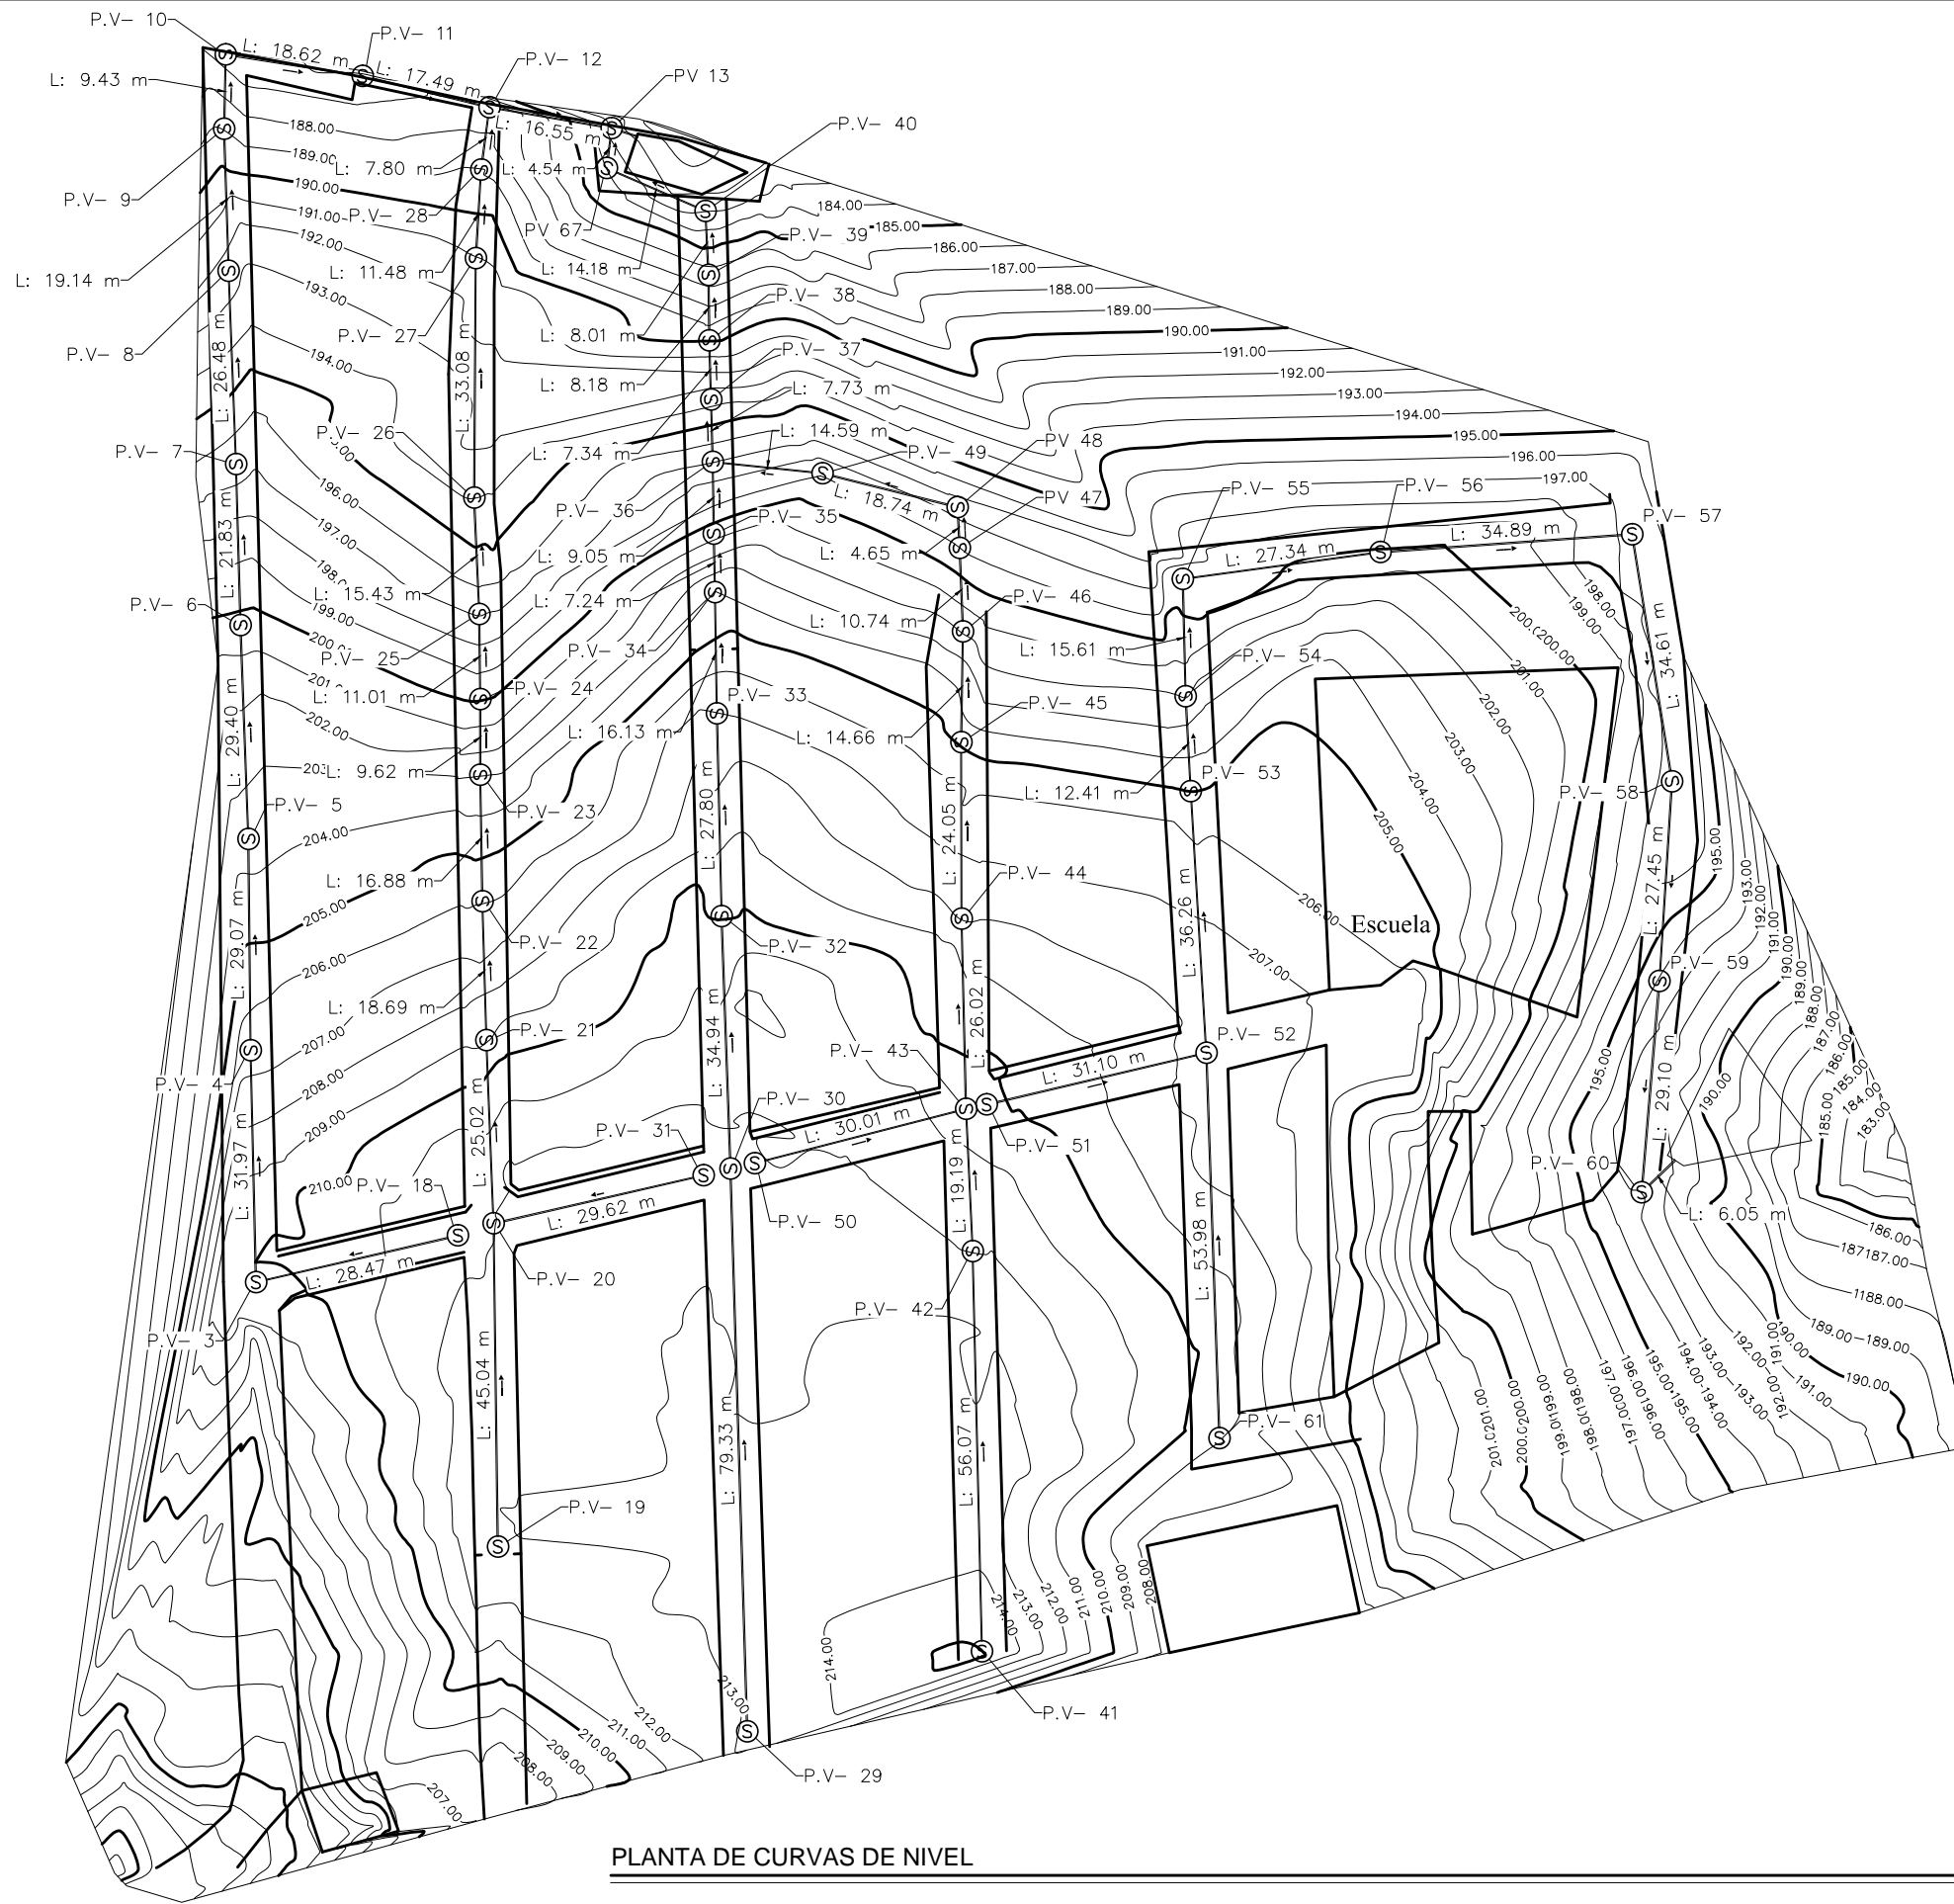 P.V- 10
P.V- 11
L: 18.62 m
L: 17.49 m
P.V- 12
PV 13
L: 9.43 m
L: 16.55 m
P.V- 40
188.00
189.00
L: 7.80 m
L: 4.54 m
190.00
P.V- 9
191.00
P.V- 28
PV 67
184.00
185.00
P.V- 39
186.00
192.00
L: 11.48 m
L: 14.18 m
187.00
L: 19.14 m
193.00
P.V- 38
188.00
189.00
P.V- 27
L: 8.01 m
190.00
P.V- 8
L: 26.48 m
L: 33.08 m
P.V- 37
191.00
194.00
L: 8.18 m
L: 7.73 m
192.00
193.00
194.00
P.V- 26
L: 14.59 m
195.00
P.V- 7
L: 7.34 m
P.V- 49
PV 48
196.00
197.00
196.00
P.V- 36
L: 18.74 m
PV 47
P.V- 55
P.V- 56
P.V- 57
197.00
P.V- 35
L: 21.83 m
L: 9.05 m
L: 4.65 m
L: 27.34 m
L: 34.89 m
L: 15.43 m
L: 7.24 m
198.00
199.00
P.V- 6
199.00
L: 10.74 m
P.V- 46
200.00
P.V- 25
P.V- 34
L: 15.61 m
P.V- 54
L: 34.61 m
L: 11.01 m
P.V- 24
P.V- 33
201.00
202.00
L: 29.40 m
L: 16.13 m
L: 14.66 m
P.V- 45
202.00
203.00
L: 9.62 m
L: 12.41 m
P.V- 53
P.V- 58
204.00
P.V- 5
P.V- 23
204.00
L: 27.80 m
L: 24.05 m
205.00
L: 27.45 m
195.00
L: 16.88 m
P.V- 44
193.00
192.00
191.00
190.00
189.00
188.00
187.00
186.00
185.00
184.00
183.00
205.00
P.V- 22
P.V- 32
206.00
Escuela
L: 29.07 m
206.00
L: 36.26 m
207.00
P.V- 59
L: 18.69 m
207.00
P.V- 21
L: 34.94 m
L: 26.02 m
P.V- 52
P.V- 4
208.00
P.V- 43
L: 31.10 m
195.00
190.00
185.00
209.00
L: 25.02 m
P.V- 30
L: 30.01 m
L: 29.10 m
P.V- 31
P.V- 51
P.V- 60
L: 31.97 m
210.00
P.V- 18
L: 19.19 m
L: 29.62 m
P.V- 50
L: 6.05 m
186.00
187.00
L: 28.47 m
P.V- 20
L: 53.98 m
188.00
P.V- 3
P.V- 42
189.00
189.00
190.00
191.00
190.00
L: 45.04 m
L: 79.33 m
L: 56.07 m
P.V- 61
192.00
193.00
194.00
195.00
196.00
191.00
192.00
193.00
194.00
195.00
196.00
197.00
198.00
199.00
200.00
201.00
P.V- 19
214.00
213.00
212.00
211.00
210.00
209.00
208.00
214.00
213.00
P.V- 41
212.00
211.00
210.00
209.00
208.00
207.00
P.V- 29
PLANTA DE CURVAS DE NIVEL